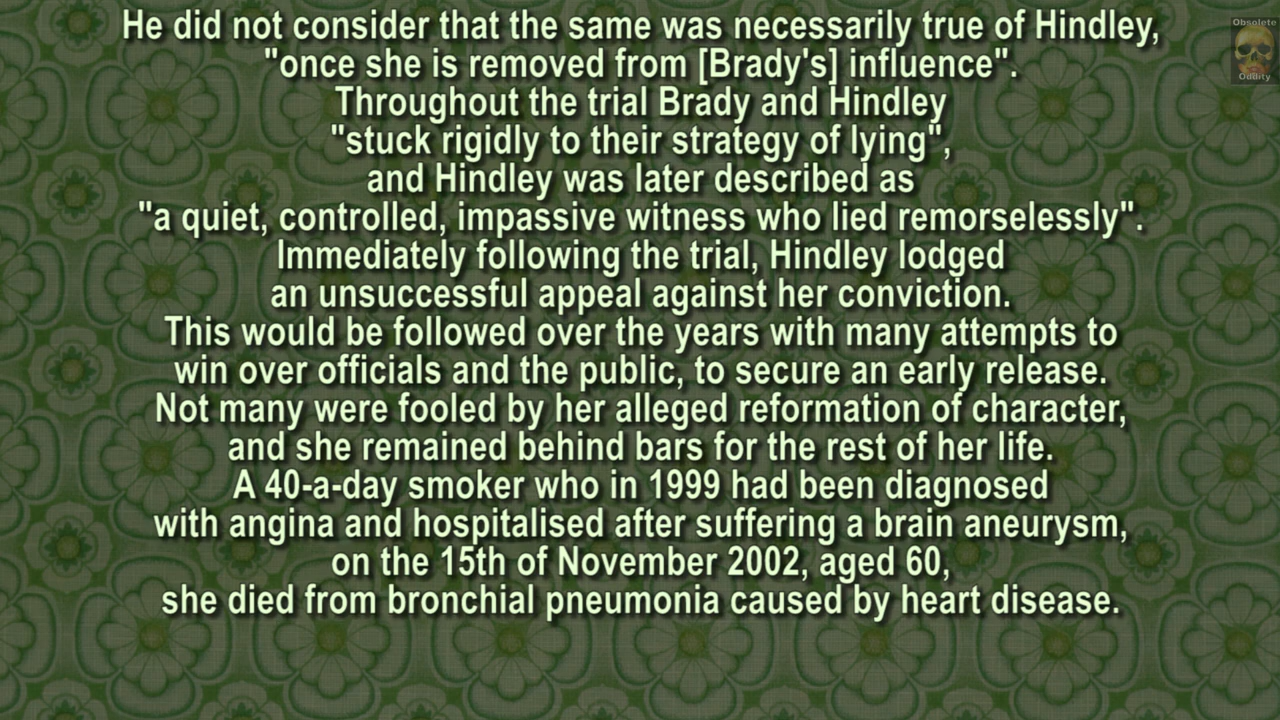 He did not consider that the same was necessarily true of Hindley,
"once she is removed from [Brady's] influence".
Throughout the trial Brady and Hindley
"stuck rigidly to their strategy of lying",
and Hindley was later described as
"a quiet, controlled, impassive witness who lied remorselessly".
Immediately following the trial, Hindley lodged
an unsuccessful appeal against her conviction.
This would be followed over the years with many attempts to
win over officials and the public, to secure an early release.
Not many were fooled by her alleged reformation of character,
and she remained behind bars for the rest of her life.
A 40-a-day smoker who in 1999 had been diagnosed
with angina and hospitalised after suffering a brain aneurysm,
on the 15th of November 2002, aged 60,
she died from bronchial pneumonia caused by heart disease.
Obsolete
Oddity